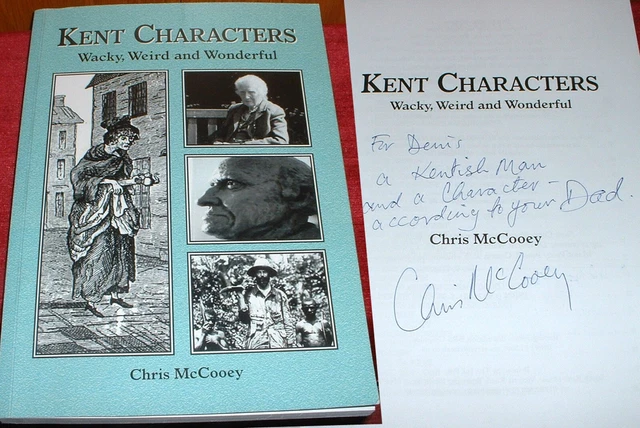 KENT CHARACTERS
Wacky, Weird and Wonderful
Chris McCooey
KENT CHARACTERS
Wacky, Weird and Wonderful
For Denis
a Kentish Man
and a Character -
according to your Dad.
Chris McCooey
Chris McCooey